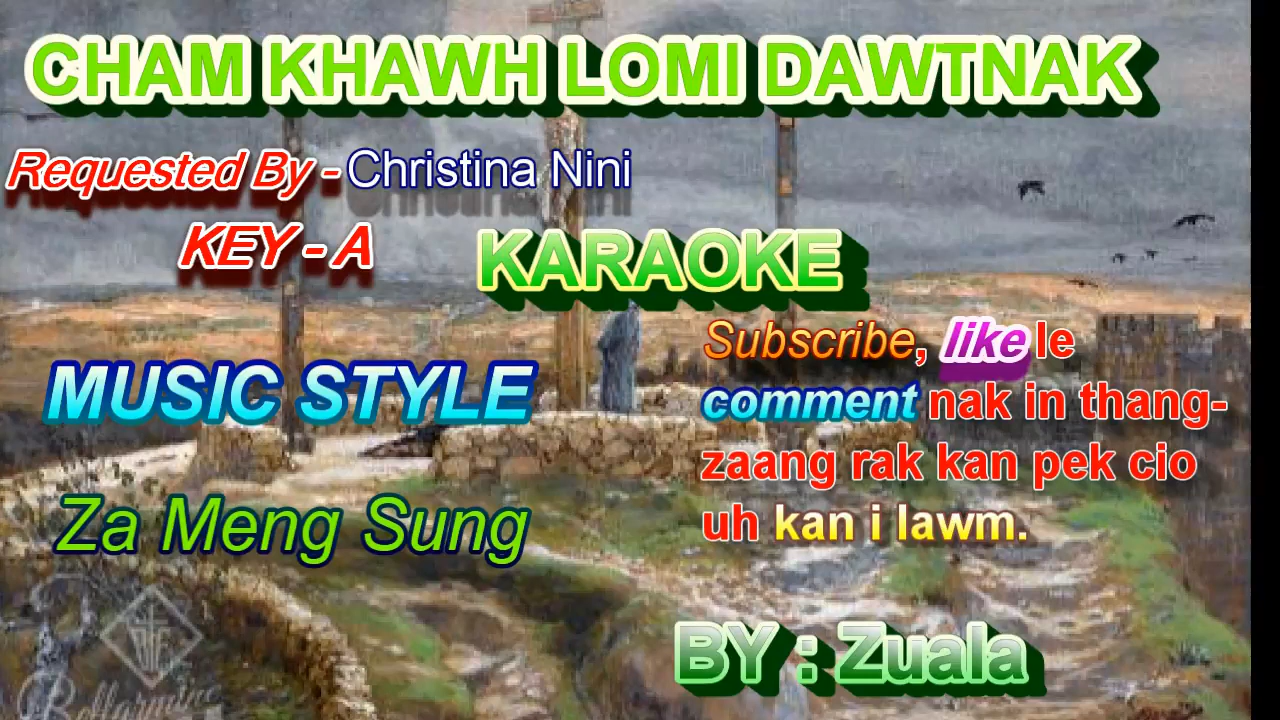 CHAM KHAWH LOMI DAWTNAK
Requested By - Christina Nini
KEY - A
KARAOKE
Subscribe, like le
comment nak in thang-
zaang rak kan pek cio
uh kan i lawm.
MUSIC STYLE
Za Meng Sung
BY : Zuala